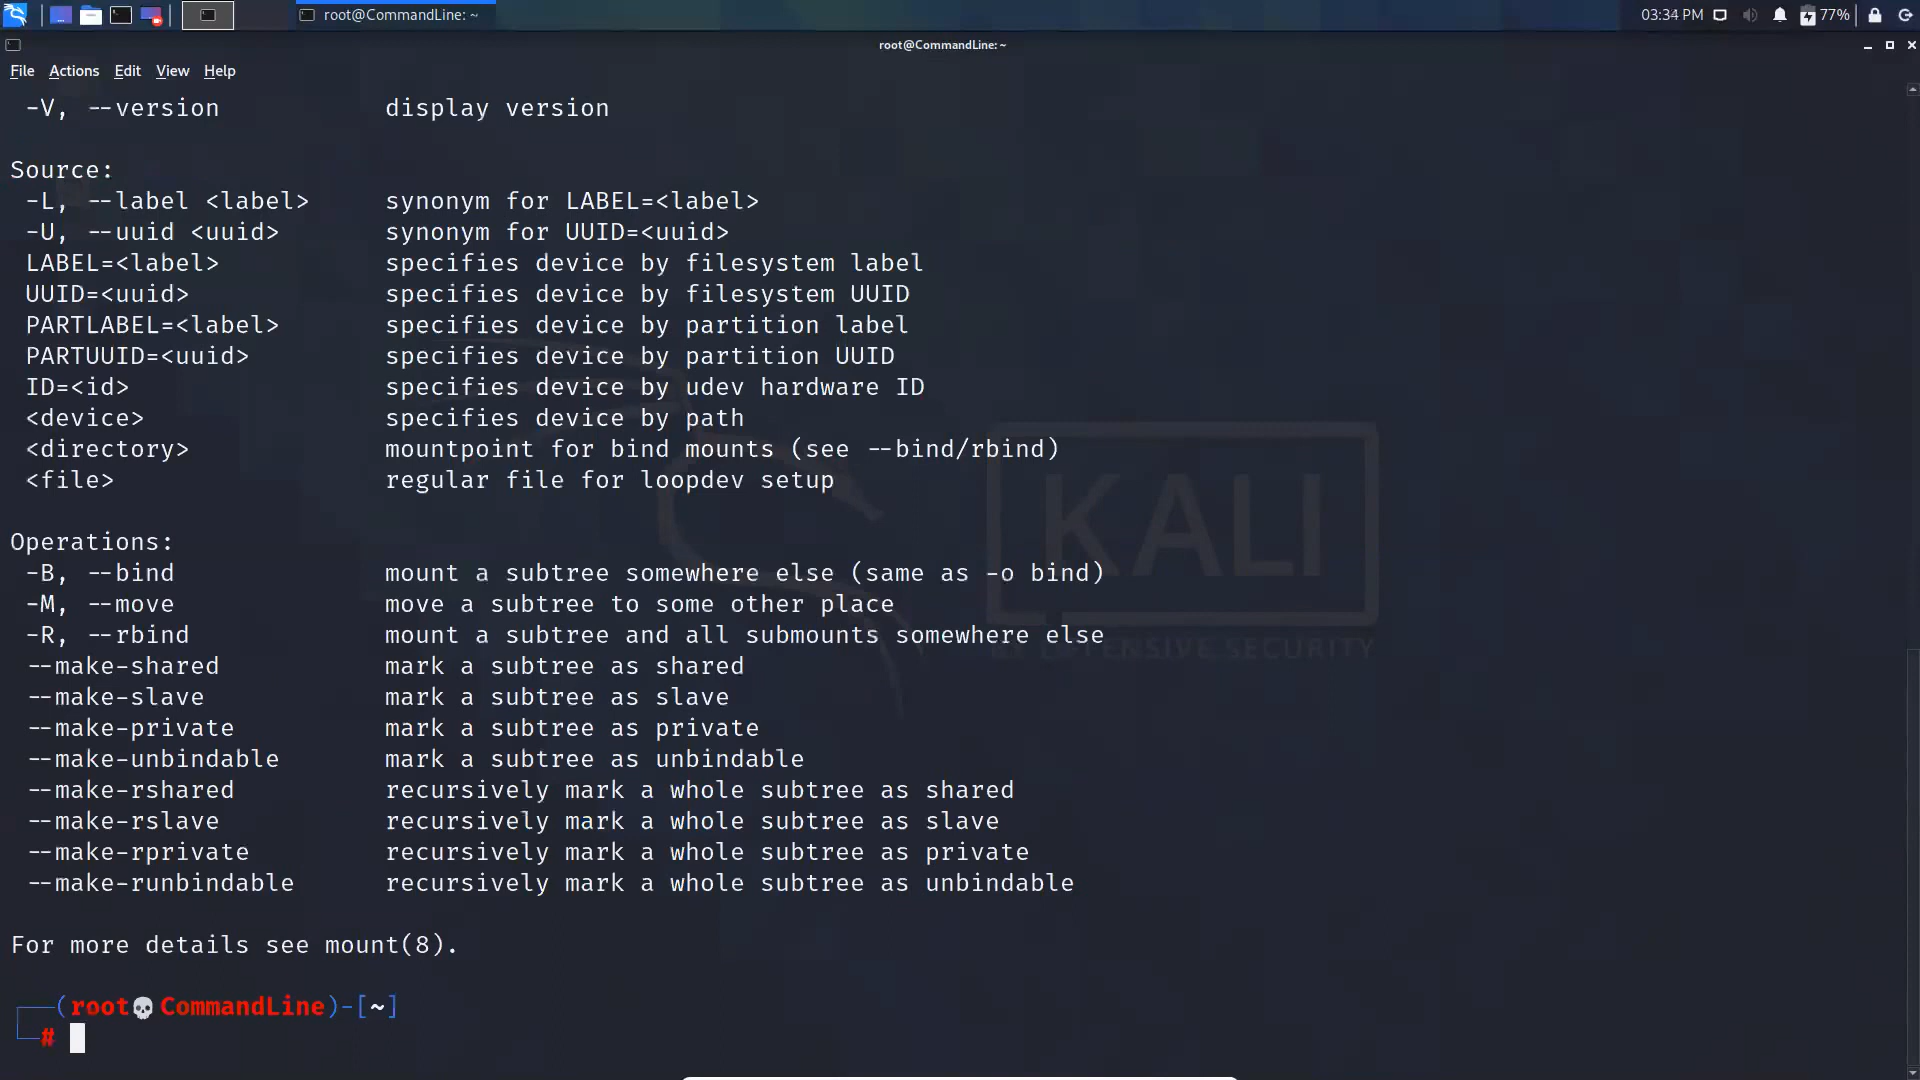 root@CommandLine: ~
03:34 PM
77%
root@CommandLine: ~
File Actions Edit View Help
-V, --version display version
Source:
-L, --label <label> synonym for LABEL=<label>
-U, --uuid <uuid> synonym for UUID=<uuid>
LABEL=<label> specifies device by filesystem label
UUID=<uuid> specifies device by filesystem UUID
PARTLABEL=<label> specifies device by partition label
PARTUUID=<uuid> specifies device by partition UUID
ID=<id> specifies device by udev hardware ID
<device> specifies device by path
<directory> mountpoint for bind mounts (see --bind/rbind)
<file> regular file for loopdev setup
Operations:
-B, --bind mount a subtree somewhere else (same as -o bind)
-M, --move move a subtree to some other place
-R, --rbind mount a subtree and all submounts somewhere else
--make-shared mark a subtree as shared
--make-slave mark a subtree as slave
--make-private mark a subtree as private
--make-unbindable mark a subtree as unbindable
--make-rshared recursively mark a whole subtree as shared
--make-rslave recursively mark a whole subtree as slave
--make-rprivate recursively mark a whole subtree as private
--make-runbindable recursively mark a whole subtree as unbindable
For more details see mount(8).
(root💀CommandLine)-[~]
#
KALI
BY OFFENSIVE SECURITY